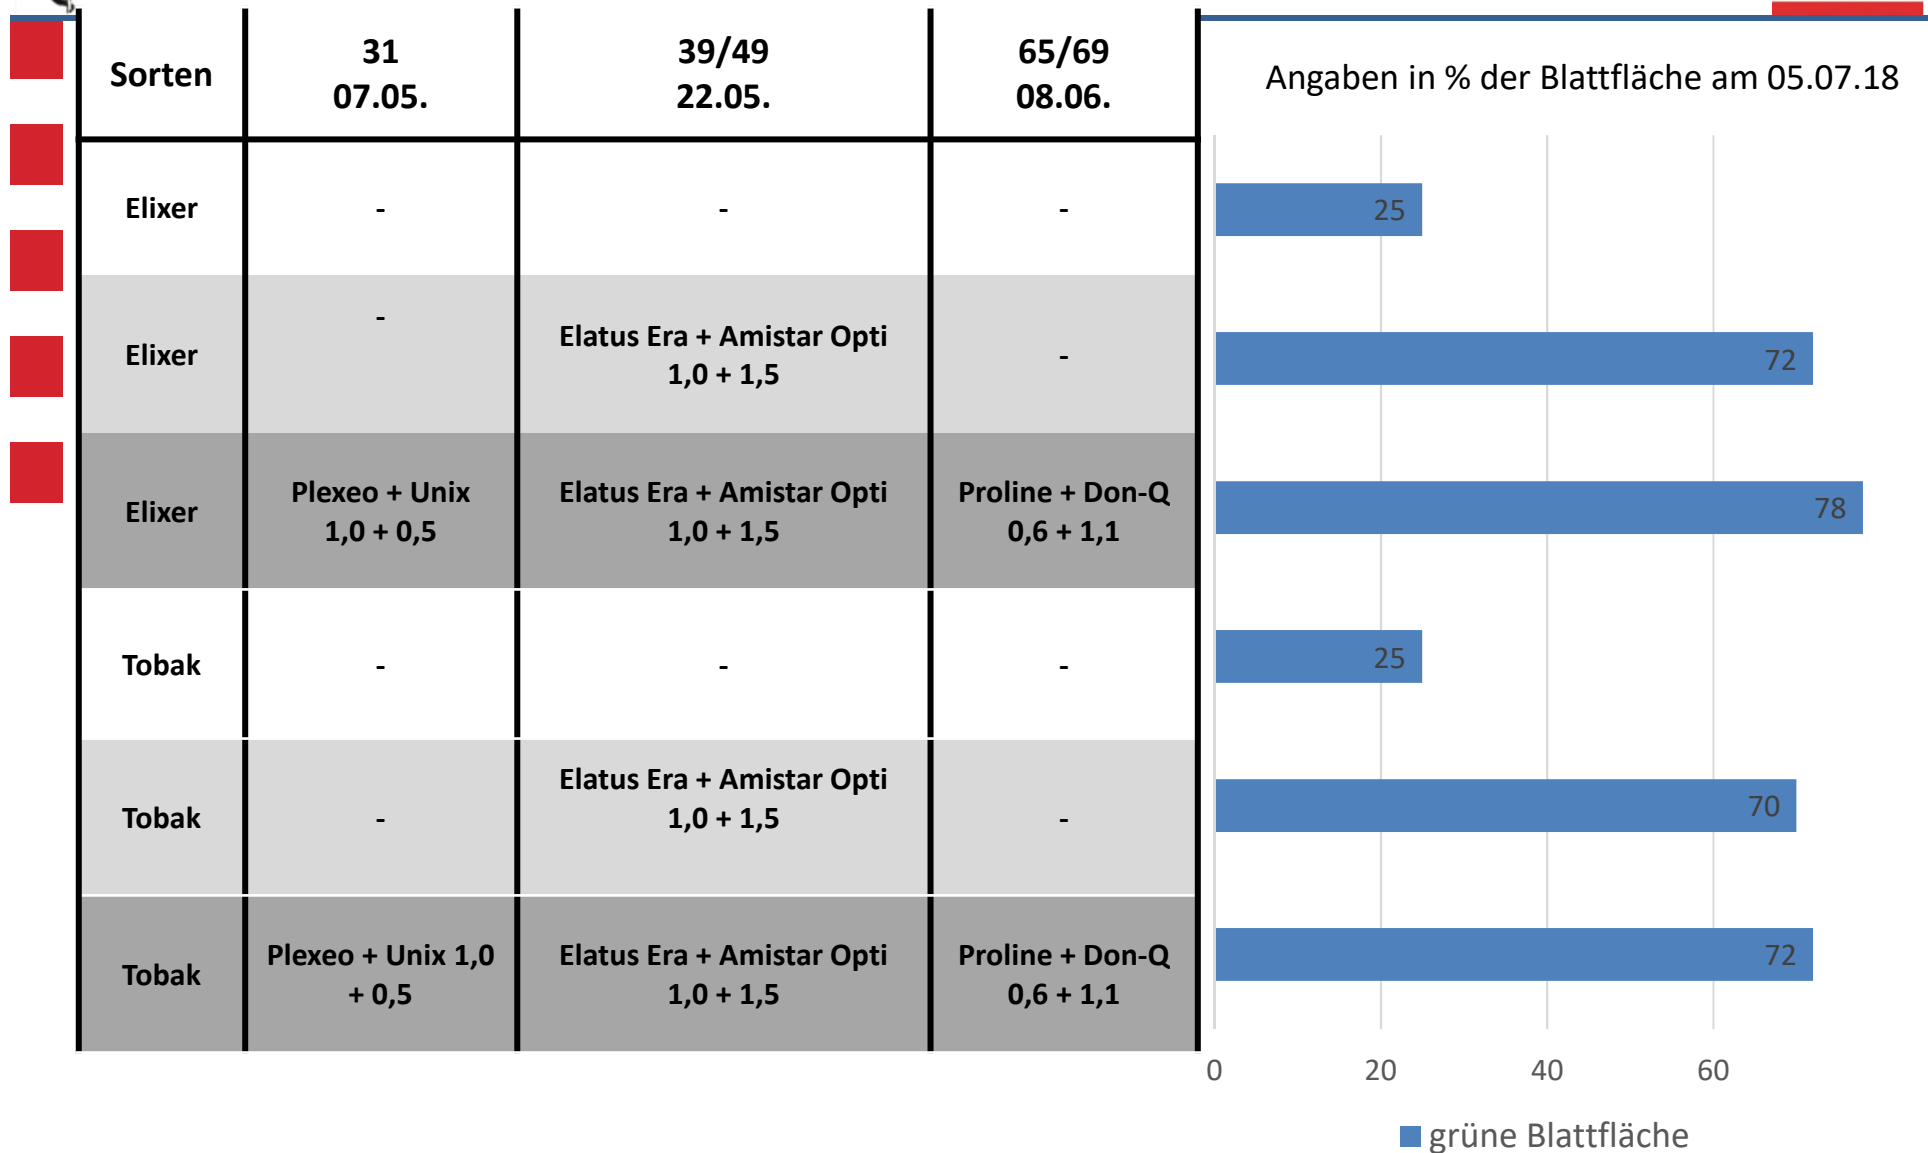 Sorten
31
07.05.
39/49
22.05.
65/69
08.06.
Angaben in % der Blattfläche am 05.07.18
Elixer
-
-
-
25
Elixer
-
Elatus Era + Amistar Opti
1,0 + 1,5
-
72
Elixer
Plexeo + Unix
1,0 + 0,5
Elatus Era + Amistar Opti
1,0 + 1,5
Proline + Don-Q
0,6 + 1,1
78
Tobak
-
-
-
25
Tobak
-
Elatus Era + Amistar Opti
1,0 + 1,5
-
70
Tobak
Plexeo + Unix 1,0
+ 0,5
Elatus Era + Amistar Opti
1,0 + 1,5
Proline + Don-Q
0,6 + 1,1
72
0 20 40 60
grüne Blattfläche